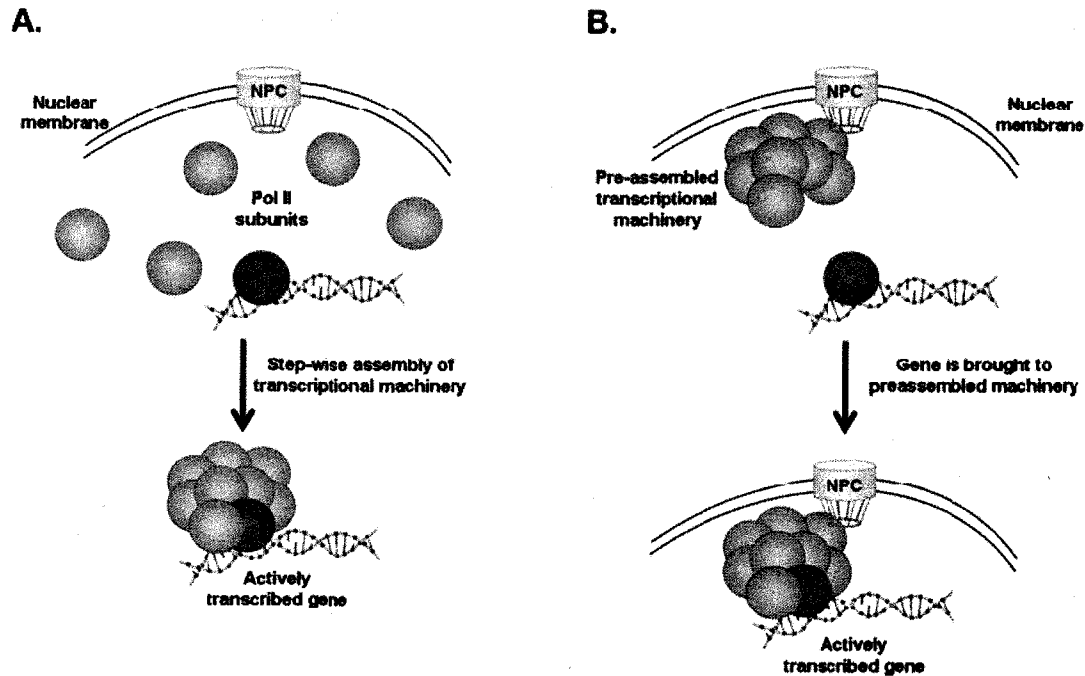 A.
NPC
Nuclear
membrane
Pol II
subunits
Step-wise assembly of
transcriptional machinery
Actively
transcribed gene
B.
NPC
Nuclear
membrane
Pre-assembled
transcriptional
machinery
Gene is brought to
preassembled machinery
NPC
Actively
transcribed gene